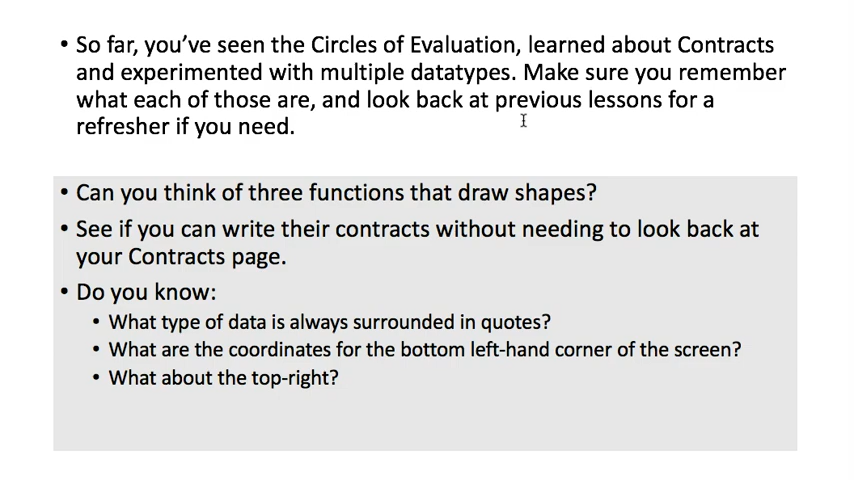 • So far, you’ve seen the Circles of Evaluation, learned about Contracts
and experimented with multiple datatypes. Make sure you remember
what each of those are, and look back at previous lessons for a
refresher if you need.
• Can you think of three functions that draw shapes?
• See if you can write their contracts without needing to look back at
your Contracts page.
• Do you know:
• What type of data is always surrounded in quotes?
• What are the coordinates for the bottom left-hand corner of the screen?
• What about the top-right?